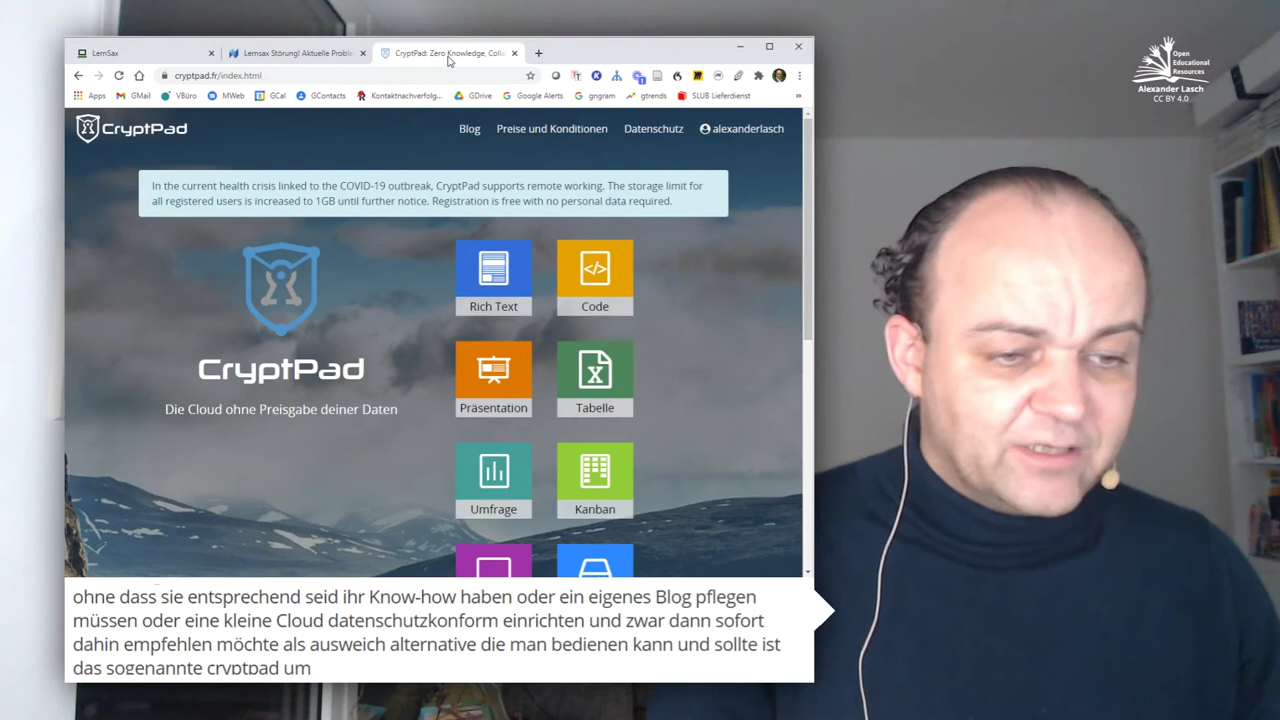 LernSax
Lernsax Störung! Aktuelle Proble
CryptPad: Zero Knowledge, Colla
cryptpad.fr/index.html
Apps
GMail
VBüro
MWeb
GCal
GContacts
Kontaktnachverfolg...
GDrive
Google Alerts
gngram
gtrends
SLUB Lieferdienst
CryptPad
Blog
Preise und Konditionen
Datenschutz
alexanderlasch
In the current health crisis linked to the COVID-19 outbreak, CryptPad supports remote working. The storage limit for
all registered users is increased to 1GB until further notice. Registration is free with no personal data required.
Rich Text
Code
CryptPad
Die Cloud ohne Preisgabe deiner Daten
Präsentation
Tabelle
Umfrage
Kanban
ohne dass sie entsprechend seid ihr Know-how haben oder ein eigenes Blog pflegen
müssen oder eine kleine Cloud datenschutzkonform einrichten und zwar dann sofort
dahin empfehlen möchte als ausweich alternative die man bedienen kann und sollte ist
das sogenannte cryptpad um
Open
Educational
Resources
Alexander Lasch
CC BY 4.0